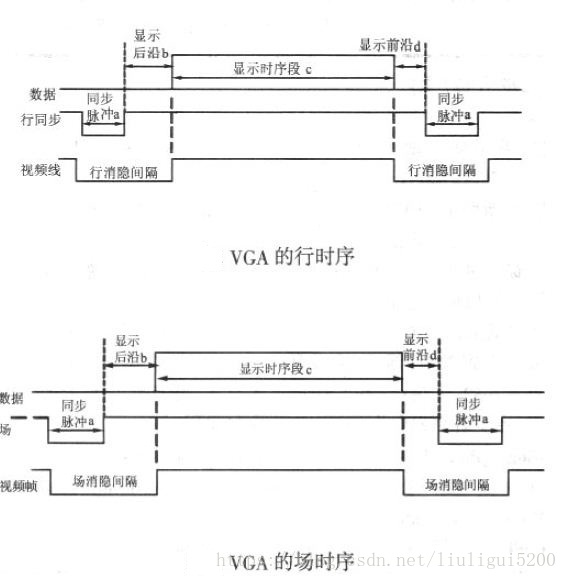 显示
后沿b
显示前沿d
显示时序段 c
数据
同步
脉冲a
同步
脉冲a
行同步
视频线
行消隐间隔
行消隐间隔
VGA 的行时序
显示
后沿b
显示
前沿d
显示时序段c
数据
同步
脉冲a
同步
脉冲a
场
视频帧
场消隐间隔
场消隐间隔
VGA 的场时序
sdn.net/liuligui5200